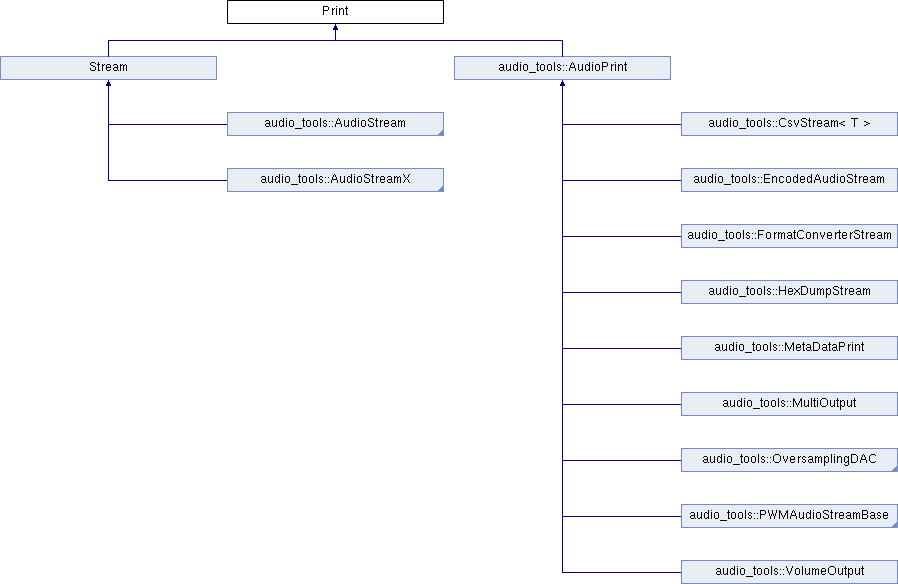 Print
Stream
audio_tools::AudioPrint
audio_tools::AudioStream
audio_tools::CsvStream< T >
audio_tools::AudioStreamX
audio_tools::EncodedAudioStream
audio_tools::FormatConverterStream
audio_tools::HexDumpStream
audio_tools::MetaDataPrint
audio_tools::MultiOutput
audio_tools::OversamplingDAC
audio_tools::PWMAudioStreamBase
audio_tools::VolumeOutput